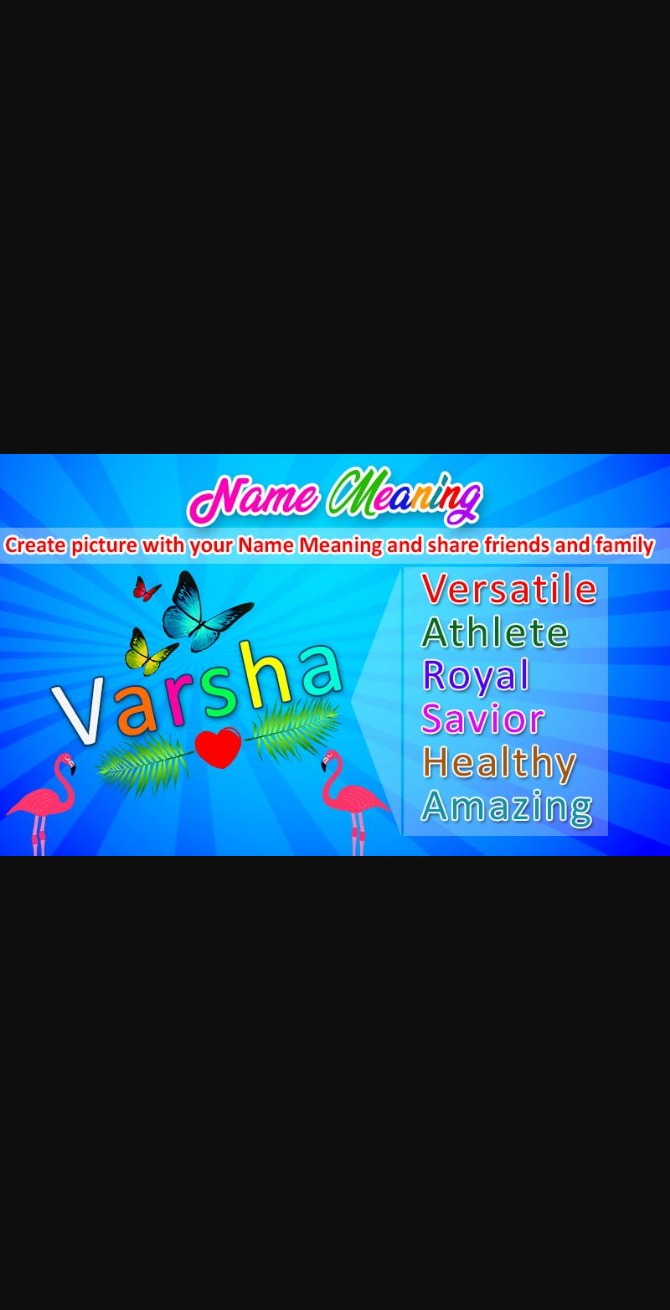 Name Meaning
Create picture with your Name Meaning and share friends and family
Varsha
Versatile
Athlete
Royal
Savior
Healthy
Amazing